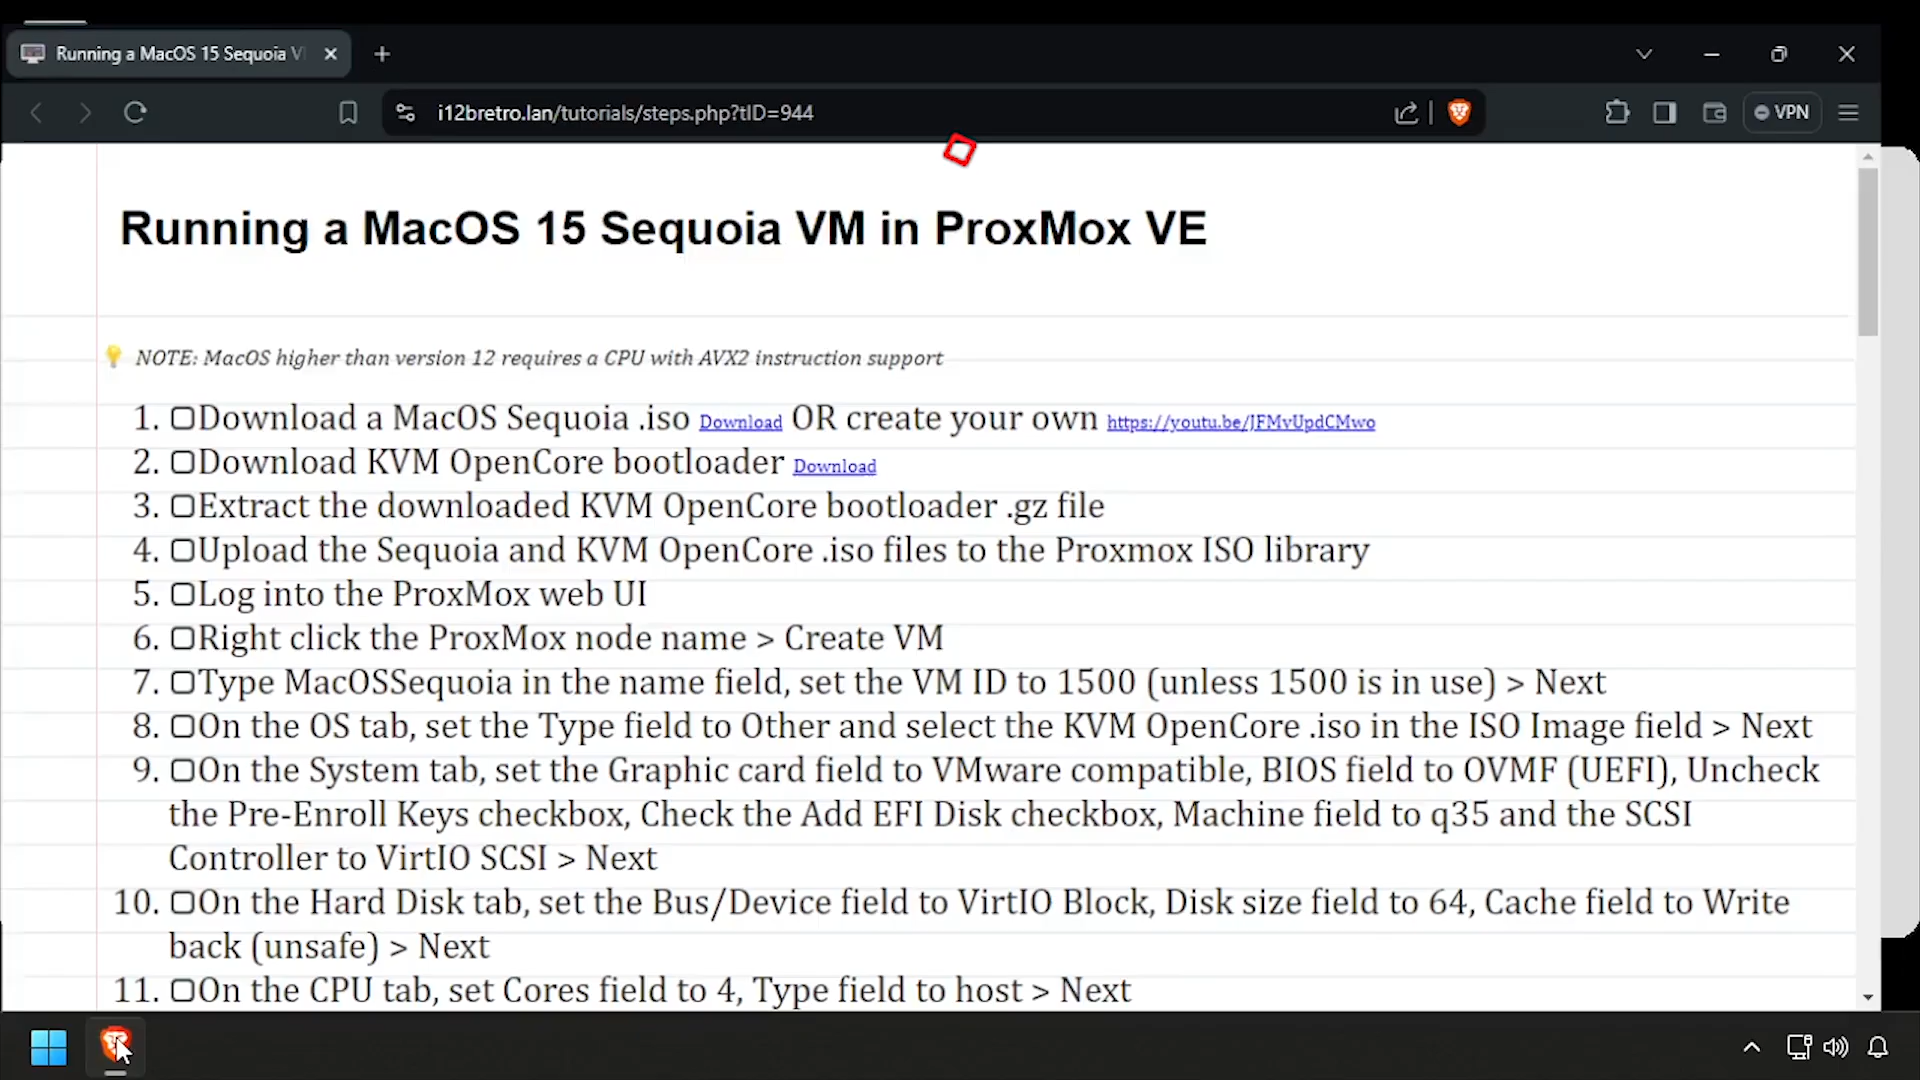 Running a MacOS 15 Sequoia V
i12bretro.lan/tutorials/steps.php?tID=944
VPN
Running a MacOS 15 Sequoia VM in ProxMox VE
NOTE: MacOS higher than version 12 requires a CPU with AVX2 instruction support
1. Download a MacOS Sequoia .iso Download OR create your own https://youtu.be/JFMvUpdCMwo
2. Download KVM OpenCore bootloader Download
3. Extract the downloaded KVM OpenCore bootloader .gz file
4. Upload the Sequoia and KVM OpenCore .iso files to the Proxmox ISO library
5. Log into the ProxMox web UI
6. Right click the ProxMox node name > Create VM
7. Type MacOSSequoia in the name field, set the VM ID to 1500 (unless 1500 is in use) > Next
8. On the OS tab, set the Type field to Other and select the KVM OpenCore .iso in the ISO Image field > Next
9. On the System tab, set the Graphic card field to VMware compatible, BIOS field to OVMF (UEFI), Uncheck
the Pre-Enroll Keys checkbox, Check the Add EFI Disk checkbox, Machine field to q35 and the SCSI
Controller to VirtIO SCSI > Next
10. On the Hard Disk tab, set the Bus/Device field to VirtIO Block, Disk size field to 64, Cache field to Write
back (unsafe) > Next
11. On the CPU tab, set Cores field to 4, Type field to host > Next